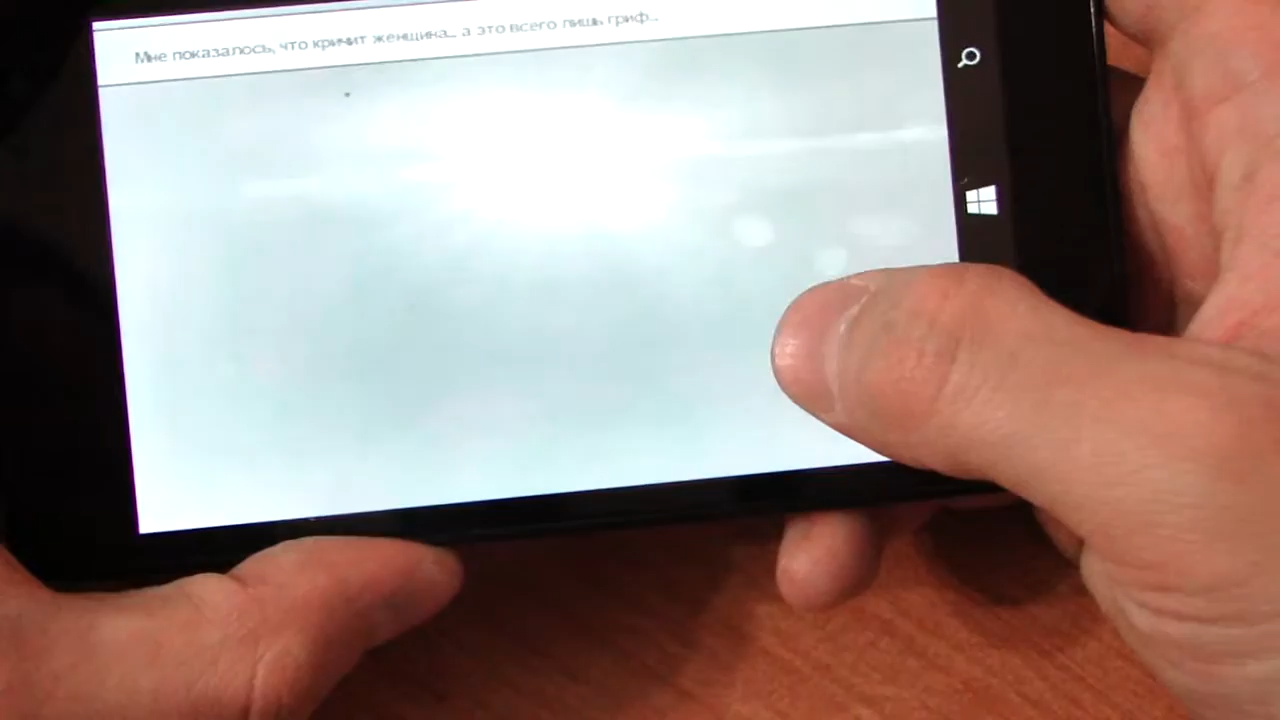 Мне показалось, что кричит женщина... а это всего лишь гриф...